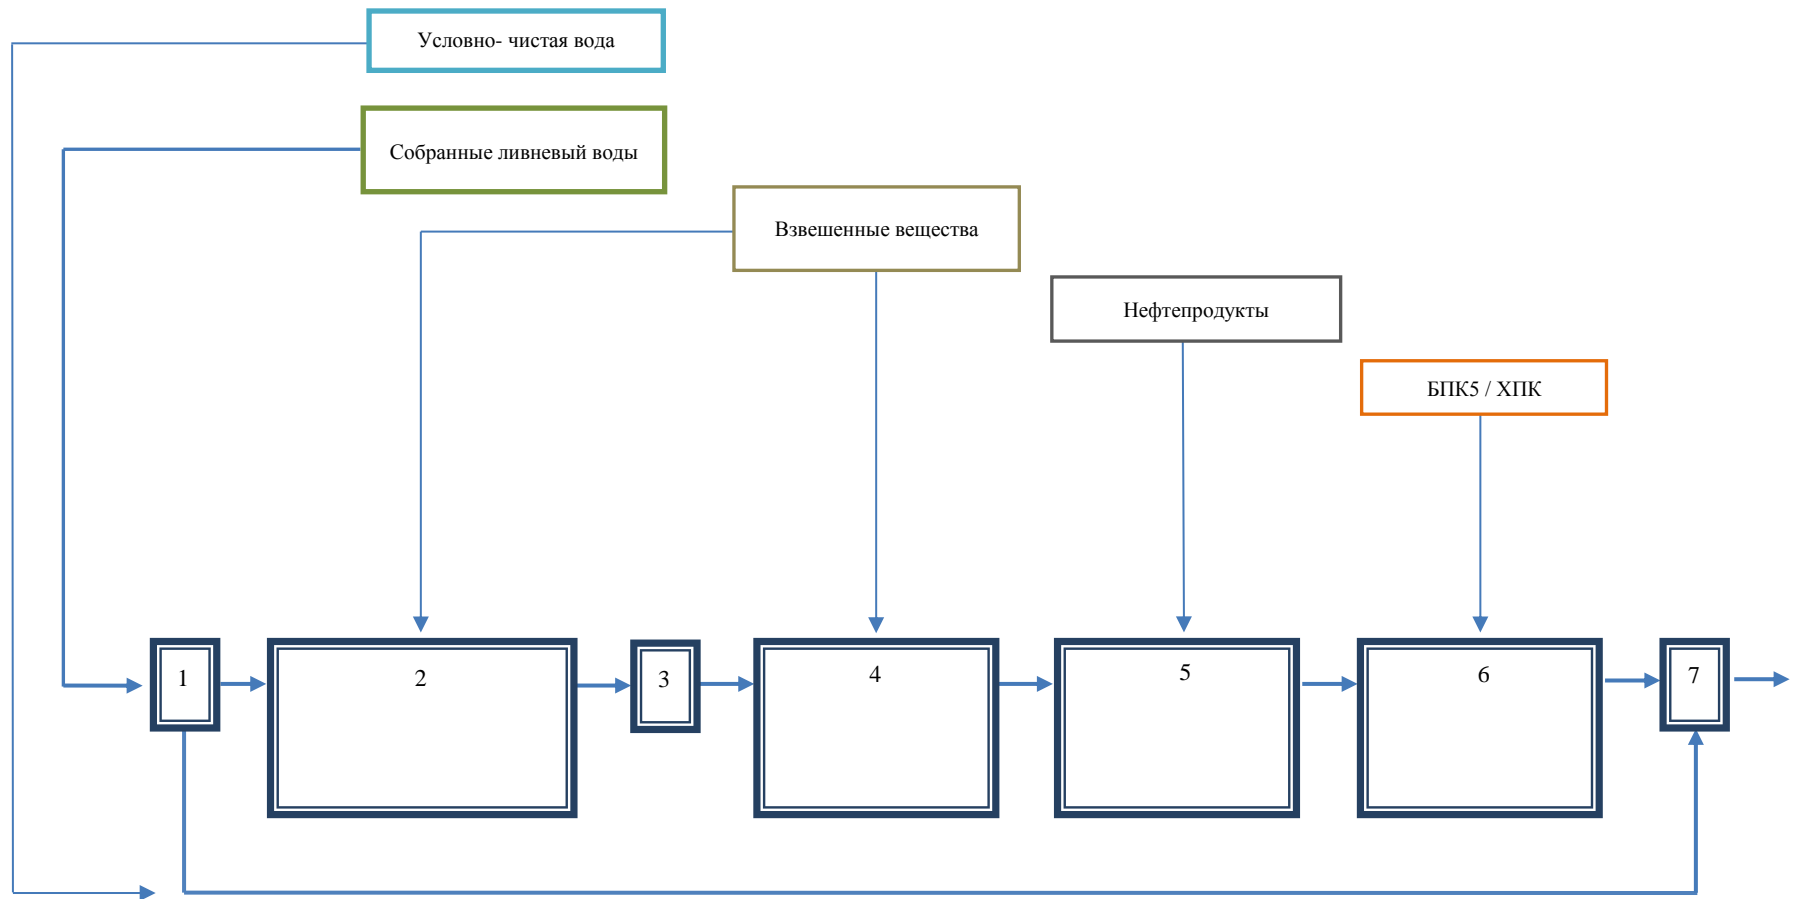 Условно- чистая вода
Собранные ливневый воды
Взвешенные вещества
Нефтепродукты
БПК5 / ХПК
1
2
3
4
5
6
7